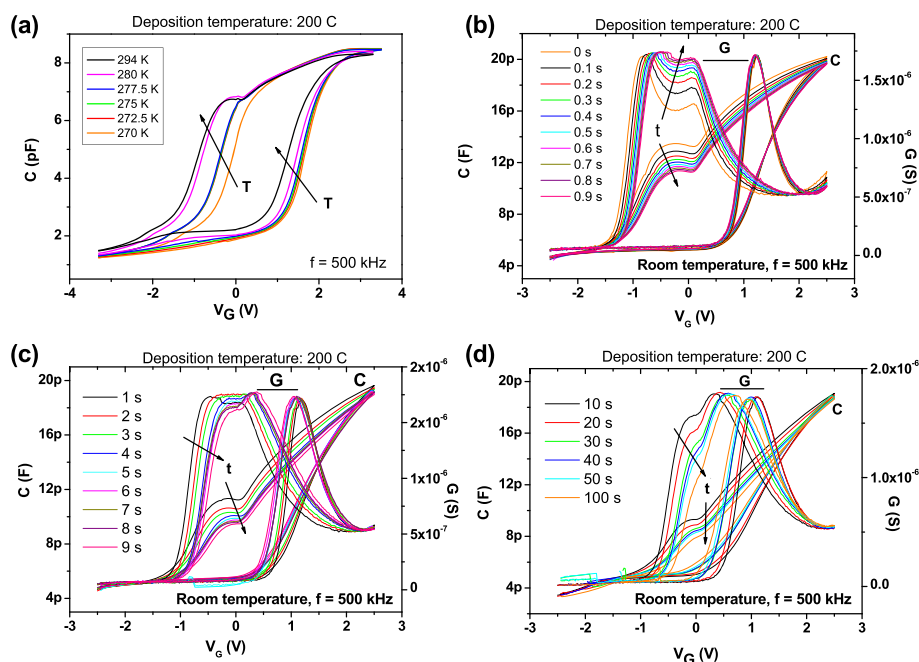 (a)
Deposition temperature: 200 C
294 K
280 K
277.5 K
275 K
272.5 K
270 K
T
T
f = 500 kHz
C (pF)
8
6
4
2
-4
-2
0
2
4
V_G (V)
(b)
Deposition temperature: 200 C
0 s
0.1 s
0.2 s
0.3 s
0.4 s
0.5 s
0.6 s
0.7 s
0.8 s
0.9 s
t
G
C
Room temperature, f = 500 kHz
C (F)
20p
16p
12p
8p
4p
G (S)
1.5x10⁻⁶
1.0x10⁻⁶
5.0x10⁻⁷
0.0
-3
-2
-1
0
1
2
3
V_G (V)
(c)
Deposition temperature: 200 C
1 s
2 s
3 s
4 s
5 s
6 s
7 s
8 s
9 s
t
G
C
Room temperature, f = 500 kHz
C (F)
20p
16p
12p
8p
4p
G (S)
2x10⁻⁶
2x10⁻⁶
1x10⁻⁶
5x10⁻⁷
0
-3
-2
-1
0
1
2
3
V_G (V)
(d)
Deposition temperature: 200 C
10 s
20 s
30 s
40 s
50 s
100 s
t
G
C
Room temperature, f = 500 kHz
C (F)
20p
16p
12p
8p
4p
G (S)
2.0x10⁻⁶
1.0x10⁻⁶
0.0
-3
-2
-1
0
1
2
3
V_G (V)